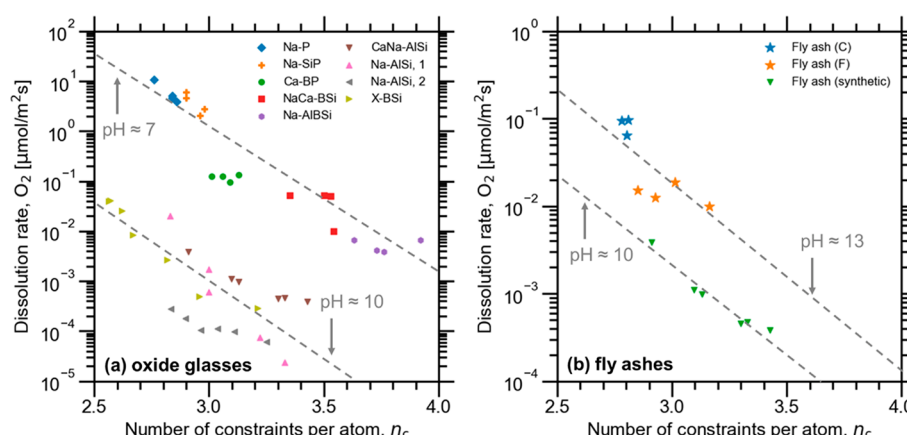 Dissolution rate, O₂ [μmol/m²s]
10²
10¹
10⁰
10⁻¹
10⁻²
10⁻³
10⁻⁴
10⁻⁵
Na-P
Na-SiP
Ca-BP
NaCa-BSi
Na-AlBSi
CaNa-AlSi
Na-AlSi, 1
Na-AlSi, 2
X-BSi
pH ≈ 7
pH ≈ 10
(a) oxide glasses
2.5 3.0 3.5 4.0
Number of constraints per atom, n_c
Dissolution rate, O₂ [μmol/m²s]
10⁰
10⁻¹
10⁻²
10⁻³
10⁻⁴
Fly ash (C)
Fly ash (F)
Fly ash (synthetic)
pH ≈ 13
pH ≈ 10
(b) fly ashes
2.5 3.0 3.5 4.0
Number of constraints per atom, n_c